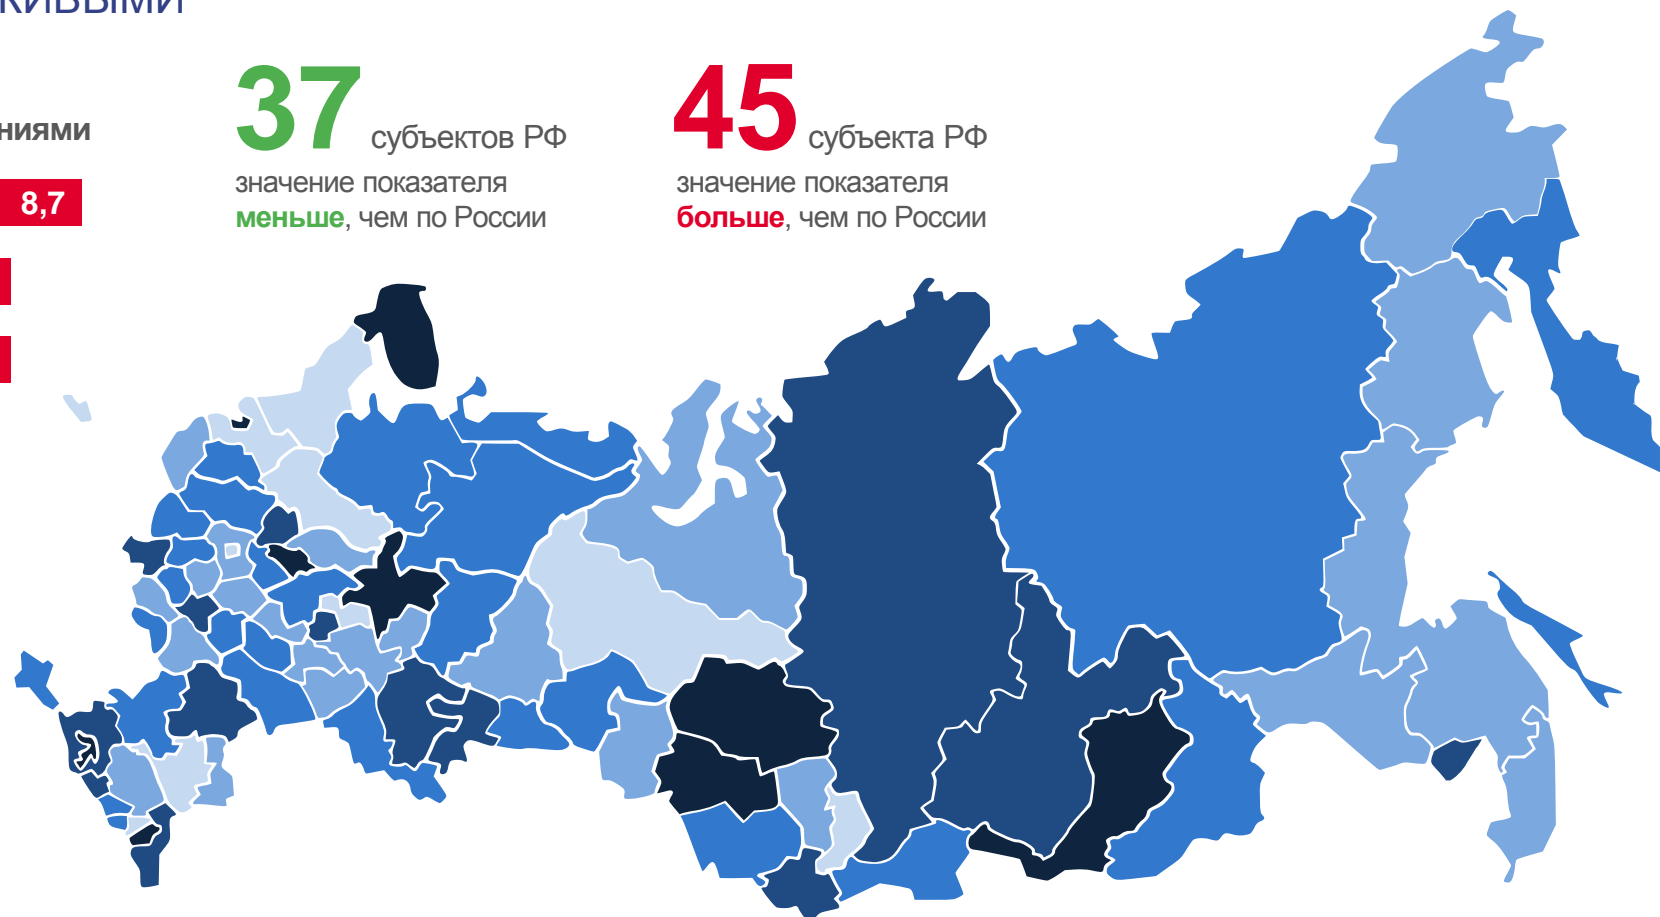 37 субъектов РФ
значение показателя
меньше, чем по России
45 субъекта РФ
значение показателя
больше, чем по России
8,7